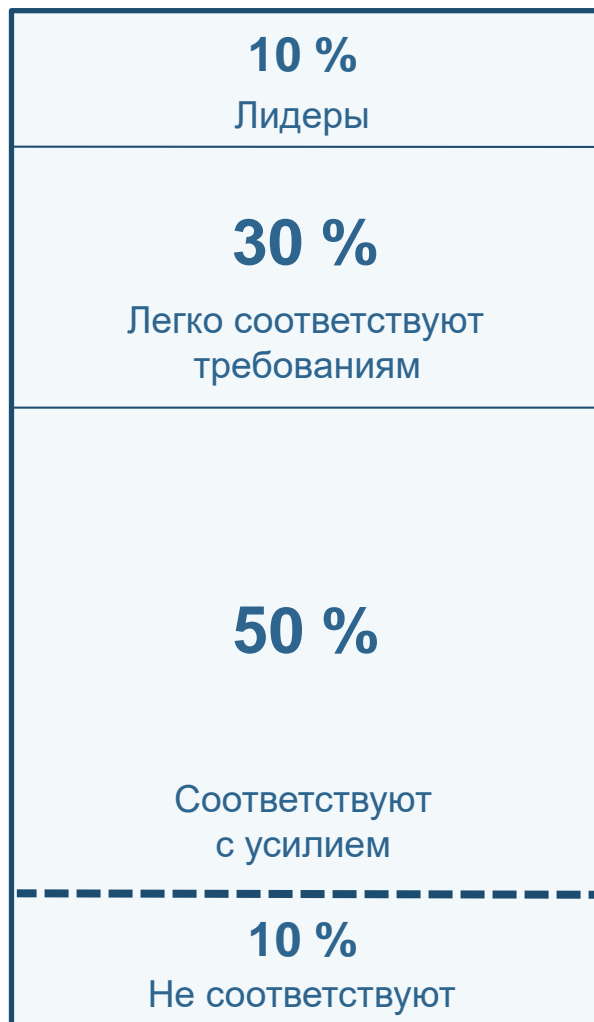 10 %
Лидеры
30 %
Легко соответствуют
требованиям
50 %
Соответствуют
с усилием
10 %
Не соответствуют